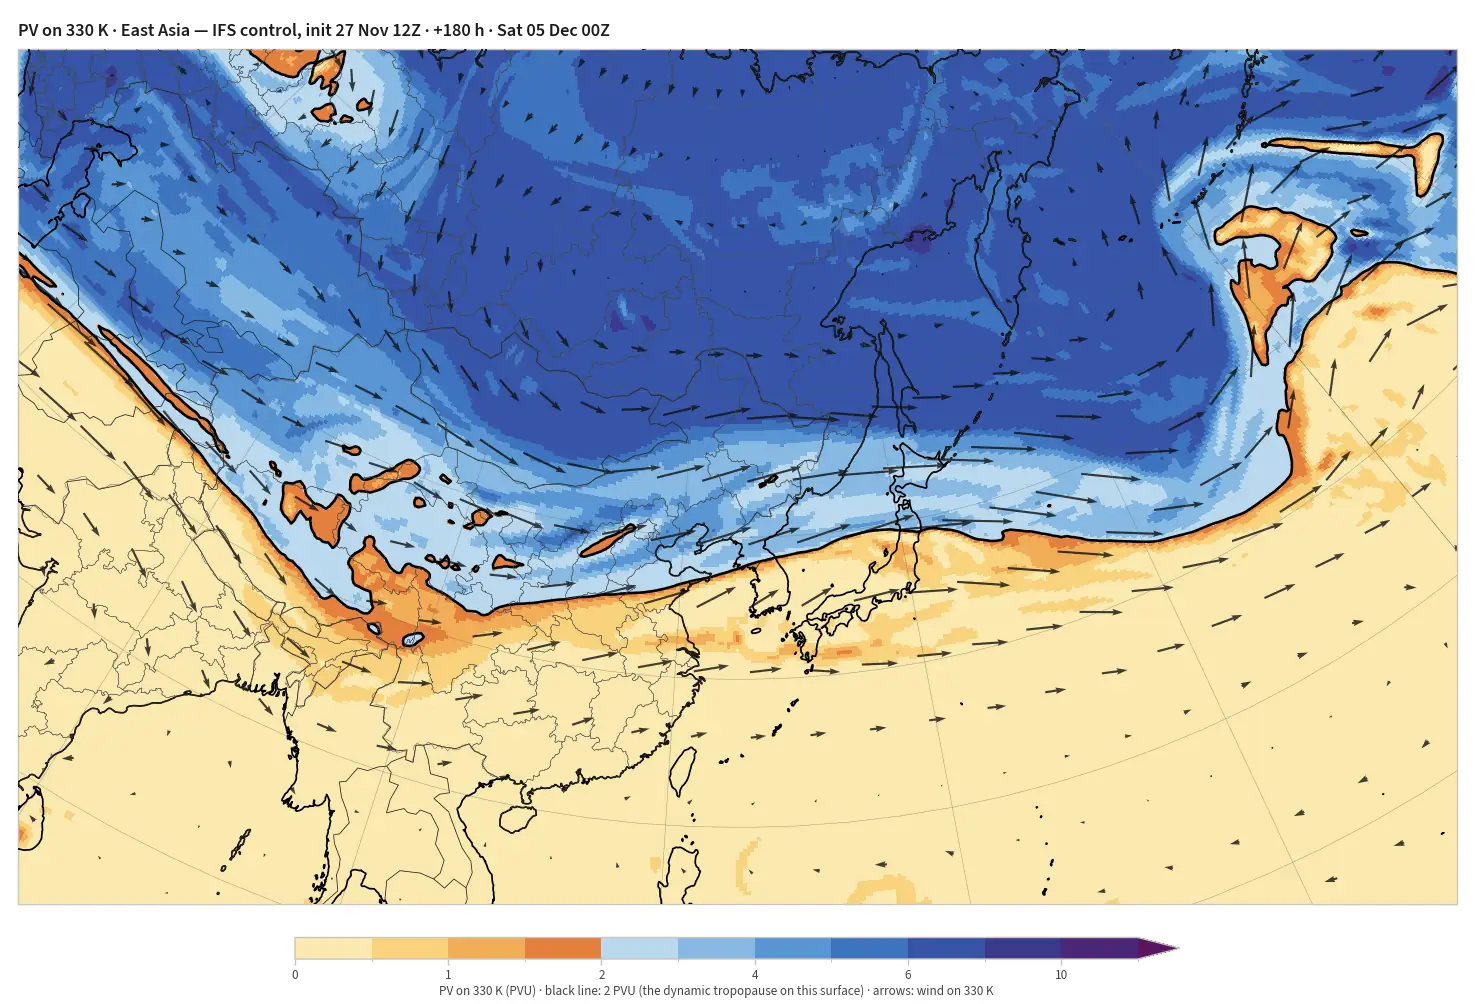 PV on 330 K · East Asia — IFS control, init 27 Nov 12Z · +180 h · Sat 05 Dec 00Z
0 1 2 4 6 10
PV on 330 K (PVU) · black line: 2 PVU (the dynamic tropopause on this surface) · arrows: wind on 330 K